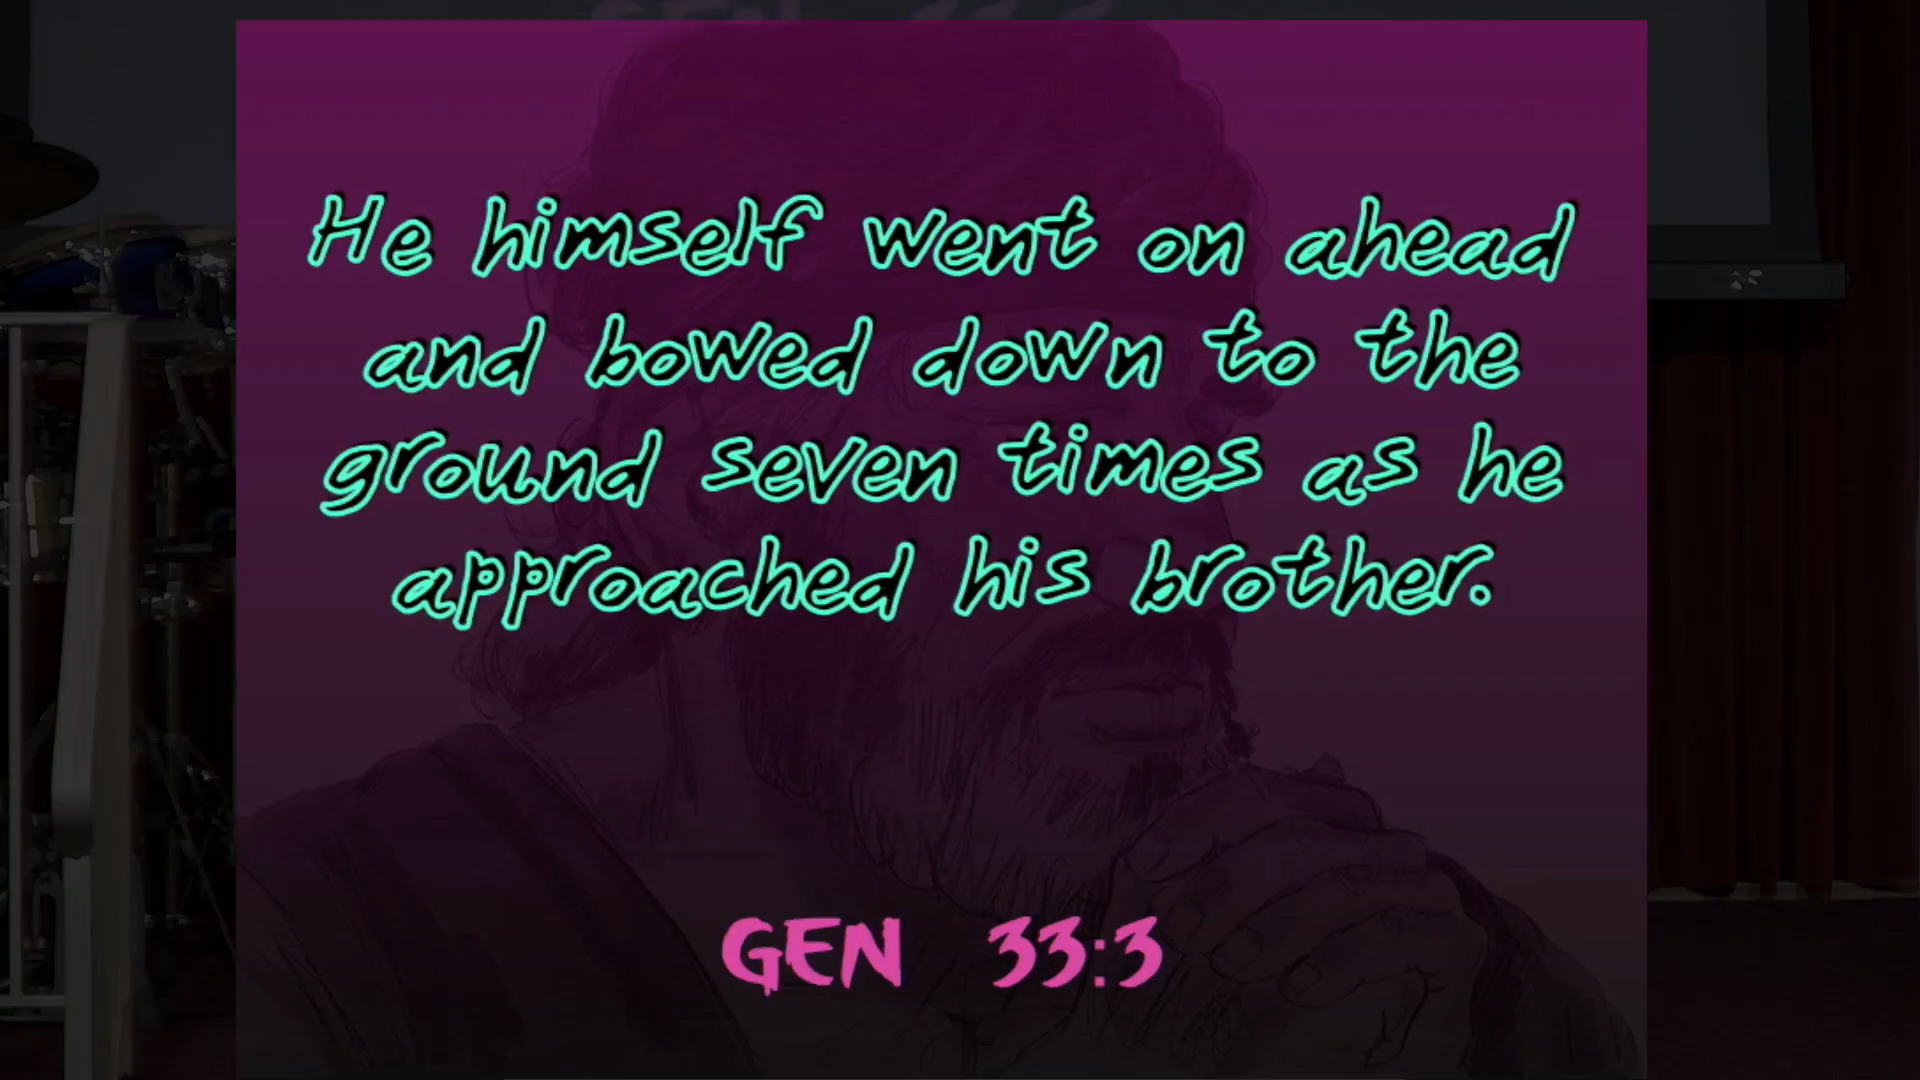 He himself went on ahead
and bowed down to the
ground seven times as he
approached his brother.
GEN 33:3